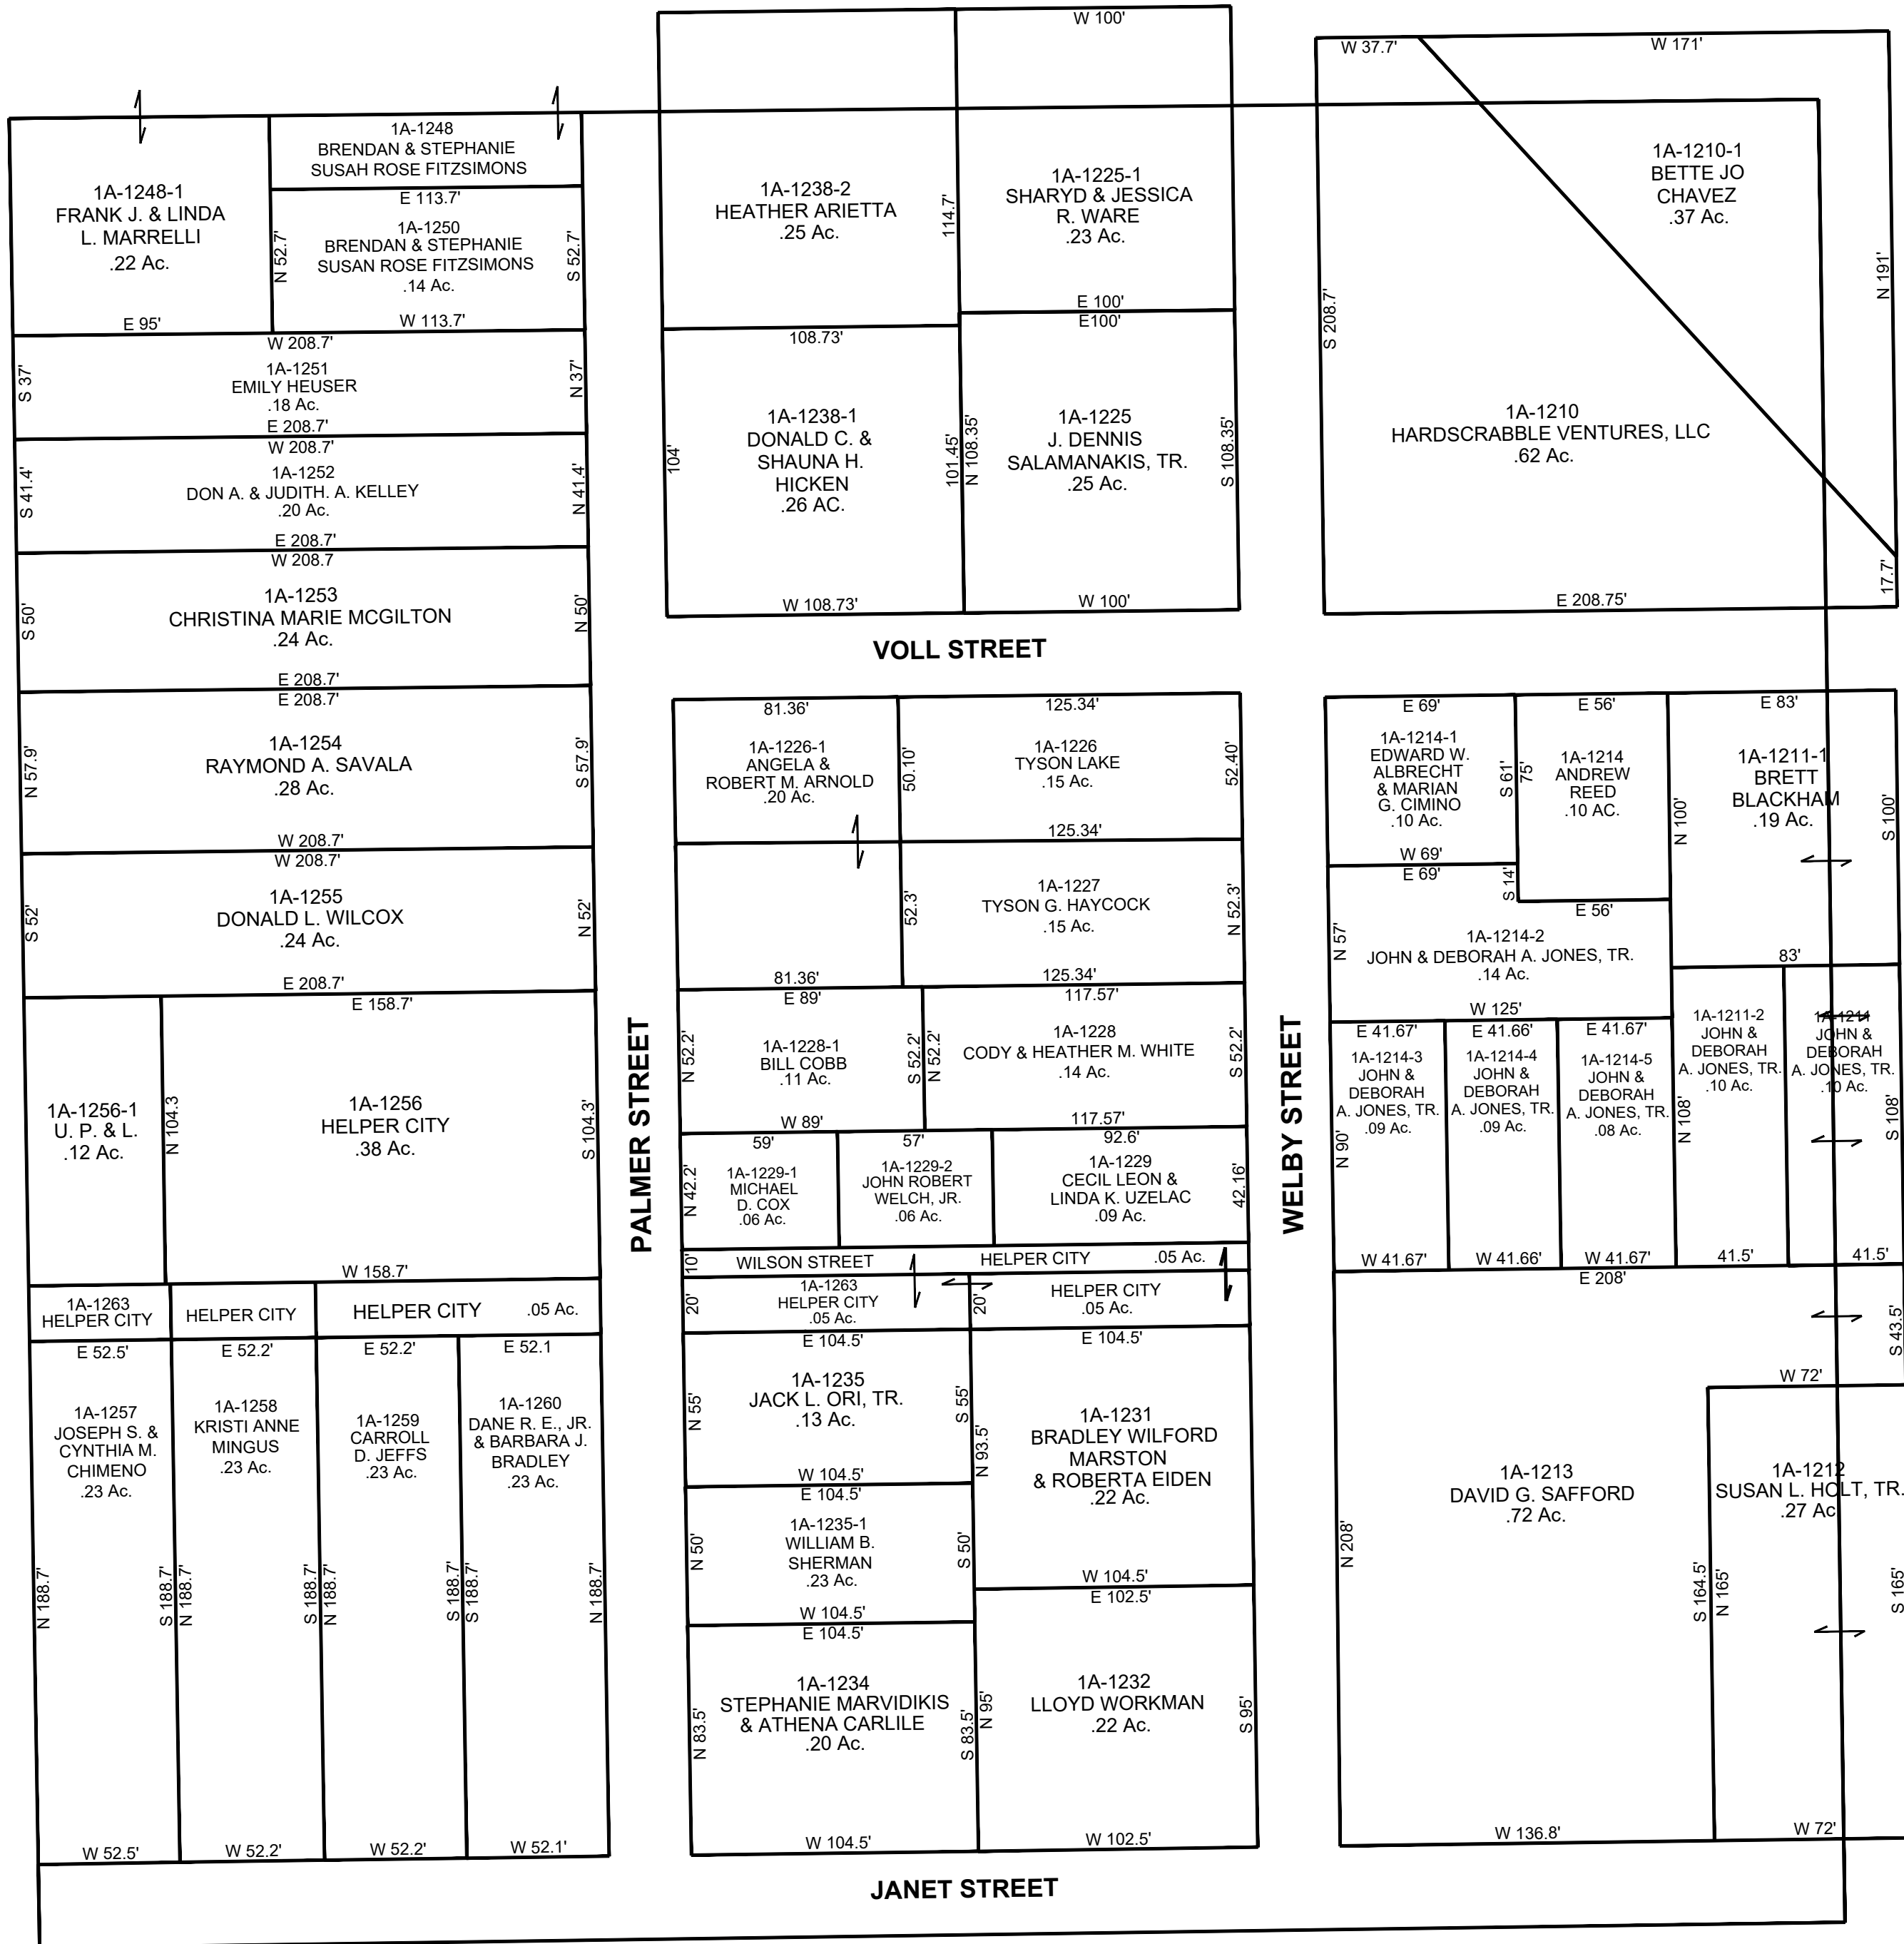 1A-1248-1
FRANK J. & LINDA
L. MARRELLI
.22 Ac.
E 95'
1A-1248
BRENDAN & STEPHANIE
SUSAH ROSE FITZSIMONS
E 113.7'
N 52.7'
1A-1250
BRENDAN & STEPHANIE
SUSAN ROSE FITZSIMONS
.14 Ac.
S 52.7'
W 113.7'
W 208.7'
S 37'
1A-1251
EMILY HEUSER
.18 Ac.
N 37'
E 208.7'
W 208.7'
S 41.4'
1A-1252
DON A. & JUDITH. A. KELLEY
.20 Ac.
N 41.4'
E 208.7'
W 208.7
S 50'
1A-1253
CHRISTINA MARIE MCGILTON
.24 Ac.
N 50'
E 208.7'
E 208.7'
N 57.9'
1A-1254
RAYMOND A. SAVALA
.28 Ac.
S 57.9'
W 208.7'
W 208.7'
S 52'
1A-1255
DONALD L. WILCOX
.24 Ac.
N 52'
E 208.7'
1A-1256-1
U. P. & L.
.12 Ac.
N 104.3
E 158.7'
1A-1256
HELPER CITY
.38 Ac.
S 104.3'
W 158.7'
1A-1263
HELPER CITY
HELPER CITY
HELPER CITY
.05 Ac.
E 52.5'
1A-1257
JOSEPH S. &
CYNTHIA M.
CHIMENO
.23 Ac.
N 188.7'
S 188.7'
W 52.5'
E 52.2'
1A-1258
KRISTI ANNE
MINGUS
.23 Ac.
N 188.7'
S 188.7'
W 52.2'
E 52.2'
1A-1259
CARROLL
D. JEFFS
.23 Ac.
N 188.7'
S 188.7'
W 52.2'
E 52.1
1A-1260
DANE R. E., JR.
& BARBARA J.
BRADLEY
.23 Ac.
S 188.7'
N 188.7'
W 52.1'
PALMER STREET
1A-1238-2
HEATHER ARIETTA
.25 Ac.
114.7'
W 100'
1A-1225-1
SHARYD & JESSICA
R. WARE
.23 Ac.
E 100'
108.73'
104'
1A-1238-1
DONALD C. &
SHAUNA H.
HICKEN
.26 AC.
101.45'
W 108.73'
E100'
N 108.35'
1A-1225
J. DENNIS
SALAMANAKIS, TR.
.25 Ac.
S 108.35'
W 100'
VOLL STREET
81.36'
1A-1226-1
ANGELA &
ROBERT M. ARNOLD
.20 Ac.
50.10'
81.36'
125.34'
1A-1226
TYSON LAKE
.15 Ac.
52.40'
125.34'
52.3'
1A-1227
TYSON G. HAYCOCK
.15 Ac.
N 52.3'
125.34'
E 89'
N 52.2'
1A-1228-1
BILL COBB
.11 Ac.
S 52.2'
W 89'
117.57'
N 52.2'
1A-1228
CODY & HEATHER M. WHITE
.14 Ac.
S 52.2'
117.57'
59'
N 42.2'
1A-1229-1
MICHAEL
D. COX
.06 Ac.
57'
1A-1229-2
JOHN ROBERT
WELCH, JR.
.06 Ac.
92.6'
1A-1229
CECIL LEON &
LINDA K. UZELAC
.09 Ac.
42.16'
10'
WILSON STREET
HELPER CITY
.05 Ac.
20'
1A-1263
HELPER CITY
.05 Ac.
20'
HELPER CITY
.05 Ac.
E 104.5'
N 55'
1A-1235
JACK L. ORI, TR.
.13 Ac.
S 55'
W 104.5'
E 104.5'
N 93.5'
1A-1231
BRADLEY WILFORD
MARSTON
& ROBERTA EIDEN
.22 Ac.
W 104.5'
E 104.5'
N 50'
1A-1235-1
WILLIAM B.
SHERMAN
.23 Ac.
S 50'
W 104.5'
E 104.5'
N 83.5'
1A-1234
STEPHANIE MARVIDIKIS
& ATHENA CARLILE
.20 Ac.
S 83.5'
W 104.5'
E 102.5'
N 95'
1A-1232
LLOYD WORKMAN
.22 Ac.
S 95'
W 102.5'
JANET STREET
WELBY STREET
W 37.7'
W 171'
1A-1210-1
BETTE JO
CHAVEZ
.37 Ac.
N 191'
S 208.7'
1A-1210
HARDSCRABBLE VENTURES, LLC
.62 Ac.
17.7'
E 208.75'
E 69'
1A-1214-1
EDWARD W.
ALBRECHT
& MARIAN
G. CIMINO
.10 Ac.
S 61'
W 69'
E 56'
75'
1A-1214
ANDREW
REED
.10 AC.
E 56'
E 83'
N 100'
1A-1211-1
BRETT
BLACKHAM
.19 Ac.
S 100'
83'
E 69'
S 14'
N 57'
1A-1214-2
JOHN & DEBORAH A. JONES, TR.
.14 Ac.
W 125'
E 41.67'
1A-1214-3
JOHN &
DEBORAH
A. JONES, TR.
.09 Ac.
N 90'
W 41.67'
E 41.66'
1A-1214-4
JOHN &
DEBORAH
A. JONES, TR.
.09 Ac.
W 41.66'
E 41.67'
1A-1214-5
JOHN &
DEBORAH
A. JONES, TR.
.08 Ac.
W 41.67'
N 108'
1A-1211-2
JOHN &
DEBORAH
A. JONES, TR.
.10 Ac.
41.5'
JOHN &
DEBORAH
A. JONES, TR.
.10 Ac.
S 108'
41.5'
E 208'
S 43.5'
W 72'
N 208'
1A-1213
DAVID G. SAFFORD
.72 Ac.
S 164.5'
W 136.8'
N 165'
1A-1212
SUSAN L. HOLT, TR.
.27 Ac
S 165'
W 72'